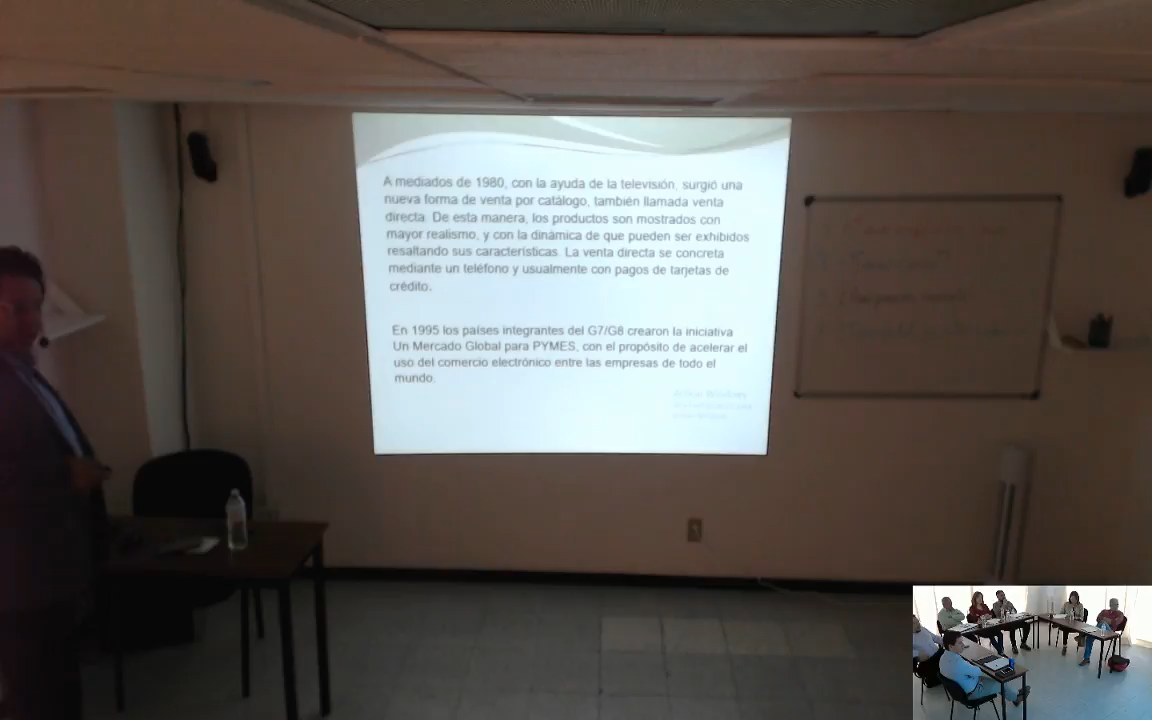 A mediados de 1980, con la ayuda de la televisión, surgió una
nueva forma de venta por catálogo, también llamada venta
directa. De esta manera, los productos son mostrados con
mayor realismo, y con la dinámica de que pueden ser exhibidos
resaltando sus características. La venta directa se concreta
mediante un teléfono y usualmente con pagos de tarjetas de
crédito.
En 1995 los países integrantes del G7/G8 crearon la iniciativa
Un Mercado Global para PYMES, con el propósito de acelerar el
uso del comercio electrónico entre las empresas de todo el
mundo.